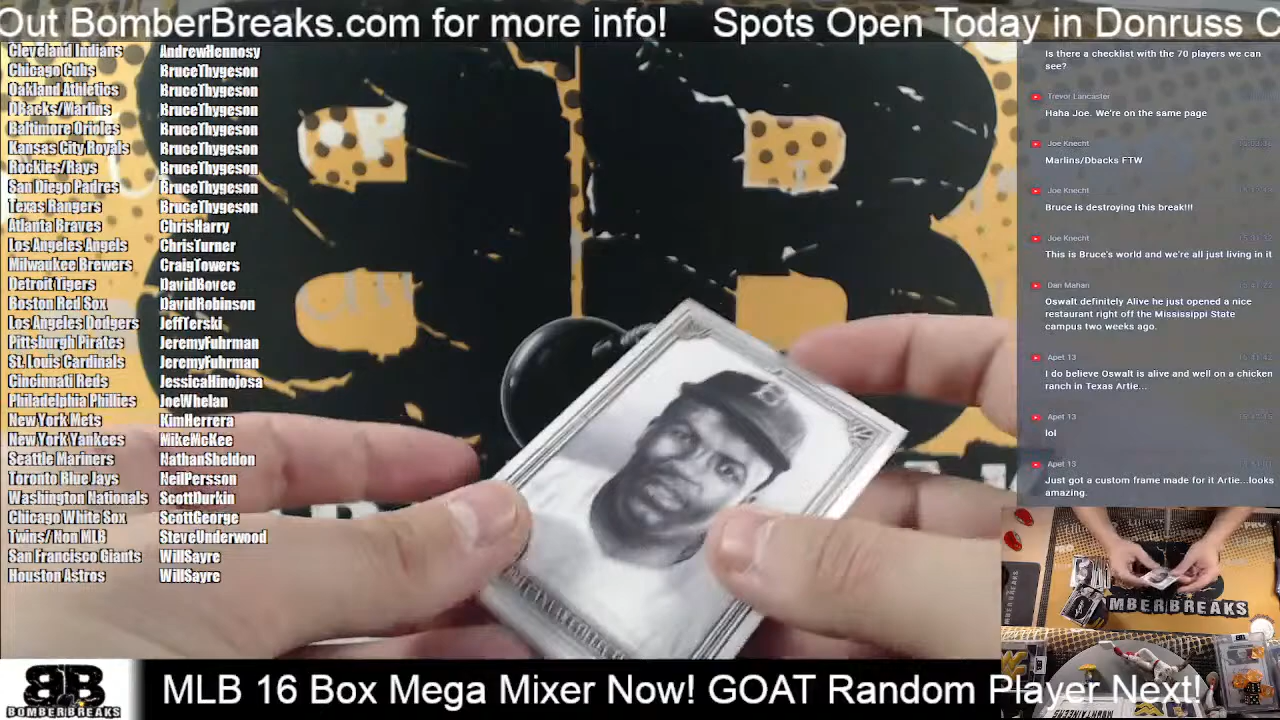 Out BomberBreaks.com for more info! Spots Open Today in Donruss C
Cleveland Indians AndrewHennosy
Chicago Cubs BruceThygeson
Oakland Athletics BruceThygeson
DBacks/Marlins BruceThygeson
Baltimore Orioles BruceThygeson
Kansas City Royals BruceThygeson
Rockies/Rays BruceThygeson
San Diego Padres BruceThygeson
Texas Rangers BruceThygeson
Atlanta Braves ChrisHarry
Los Angeles Angels ChrisTurner
Milwaukee Brewers CraigTowers
Detroit Tigers DavidBovee
Boston Red Sox DavidRobinson
Los Angeles Dodgers JeffTerski
Pittsburgh Pirates JeremyFuhrman
St. Louis Cardinals JeremyFuhrman
Cincinnati Reds JessicaHinojosa
Philadelphia Phillies JoeWhelan
New York Mets KimHerrera
New York Yankees MikeMcKee
Seattle Mariners NathanSheldon
Toronto Blue Jays NeilPersson
Washington Nationals ScottDurkin
Chicago White Sox ScottGeorge
Twins/Non MLB SteveUnderwood
San Francisco Giants WillSayre
Houston Astros WillSayre
Is there a checklist with the 70 players we can
see?
Trevor Lancaster
Haha Joe. We're on the same page
Joe Knecht
Marlins/Dbacks FTW
Joe Knecht
Bruce is destroying this break!!!
Joe Knecht
This is Bruce's world and we're all just living in it
Dan Mahan
Oswalt definitely Alive he just opened a nice
restaurant right off the Mississippi State
campus two weeks ago.
Apet 13
I do believe Oswalt is alive and well on a chicken
ranch in Texas Artie...
Apet 13
lol
Apet 13
Just got a custom frame made for it Artie...looks
amazing.
B
MBERBREAKS
BOMBERBREAKS
BB
BOMBERBREAKS
MLB 16 Box Mega Mixer Now! GOAT Random Player Next!